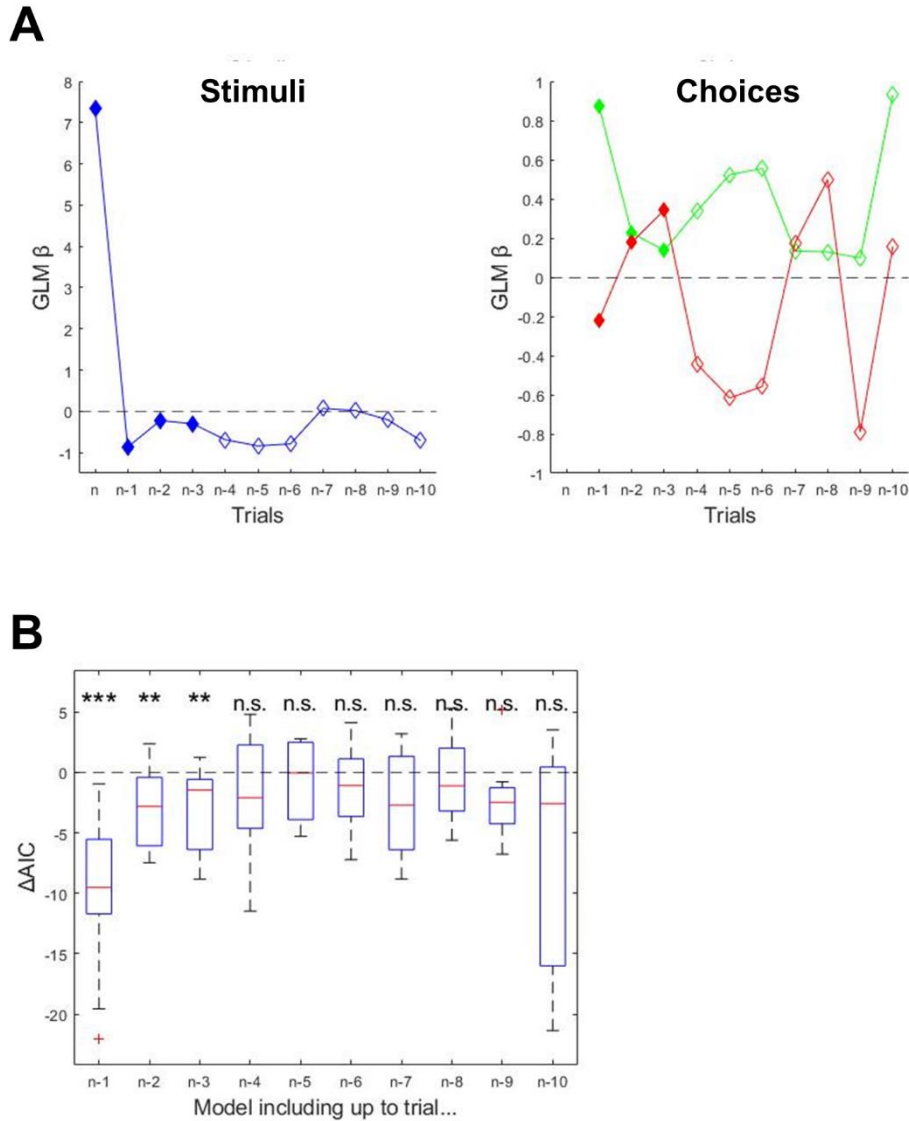 A
Stimuli
Choices
8
7
6
5
4
3
2
1
0
-1
GLM β
n n-1 n-2 n-3 n-4 n-5 n-6 n-7 n-8 n-9 n-10
Trials
1
0.8
0.6
0.4
0.2
0
-0.2
-0.4
-0.6
-0.8
-1
GLM β
n n-1 n-2 n-3 n-4 n-5 n-6 n-7 n-8 n-9 n-10
Trials
B
*** ** ** n.s. n.s. n.s. n.s. n.s. n.s. n.s.
5
0
-5
-10
-15
-20
ΔAIC
n-1 n-2 n-3 n-4 n-5 n-6 n-7 n-8 n-9 n-10
Model including up to trial...